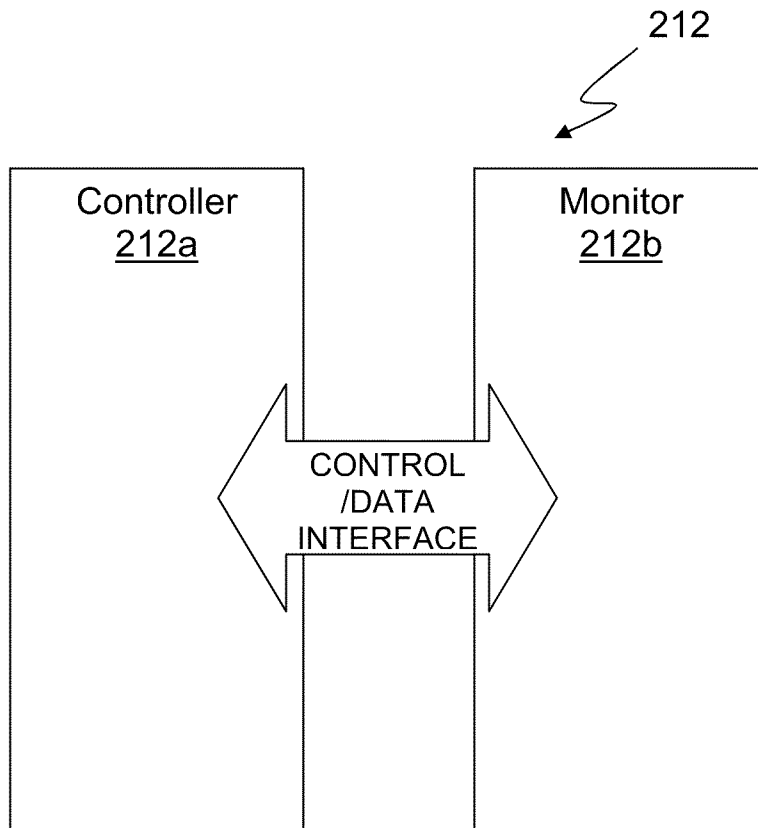 212
Controller
212a
Monitor
212b
CONTROL
/DATA
INTERFACE